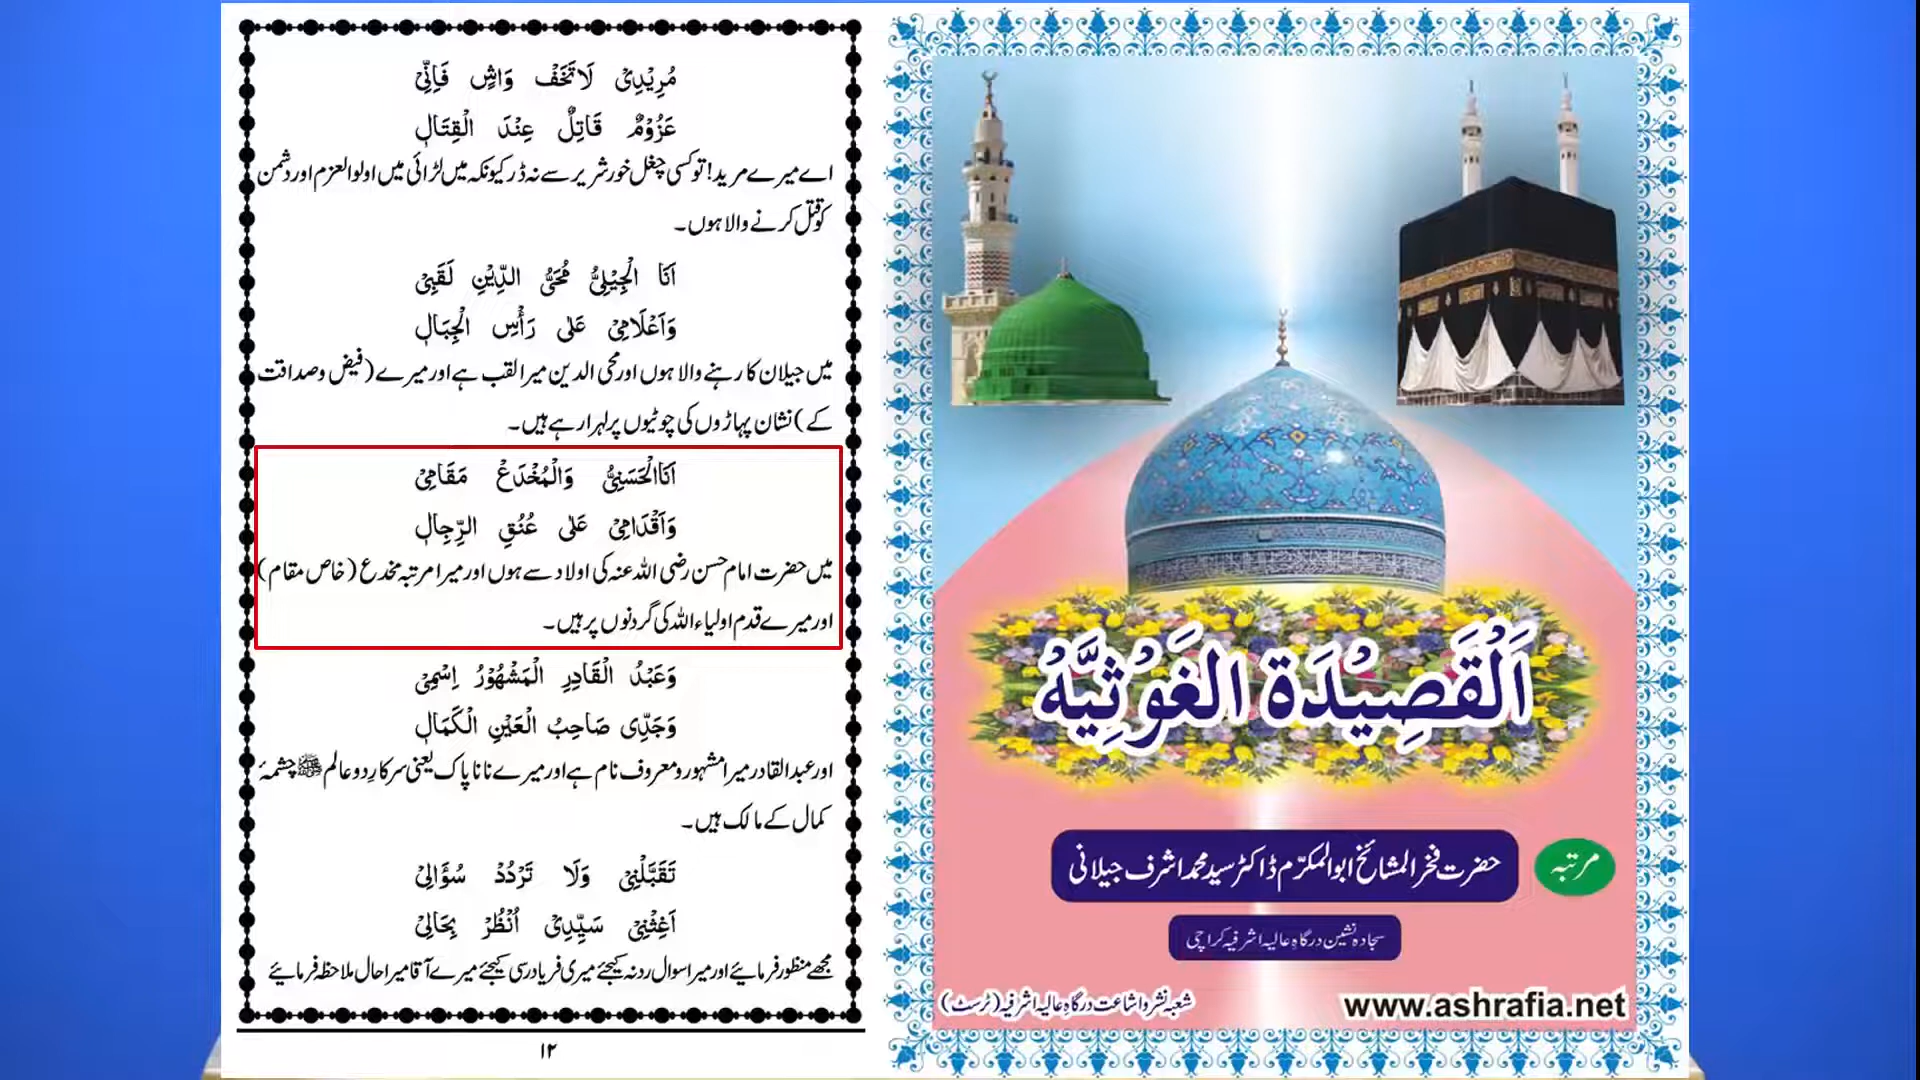 مُرِيْدِيْ لَاتَخَفْ وَاشٍ فَاِنِّيْ
عَزُوْمٌ قَاتِلٌ عِنْدَ الْقِتَالٖ
اے میرے مرید! تو کسی چغل خور شریر سے نہ ڈر کیونکہ میں لڑائی میں اولوالعزم اور دشمن
کو قتل کرنے والا ہوں۔
اَنَا الْجِيْلِيُّ مُحَيُّ الدِّيْنِ لَقَبِيْ
وَاَعْلَامِيْ عَلٰى رَأْسِ الْجِبَالٖ
میں جیلان کا رہنے والا ہوں اور محی الدین میرا لقب ہے اور میرے (فیض و صداقت
کے) نشان پہاڑوں کی چوٹیوں پر لہرا رہے ہیں۔
اَنَاالْحَسَنِيُّ وَالْمُخْدَعْ مَقَامِيْ
وَاَقْدَامِيْ عَلٰى عُنُقِ الرِّجَالٖ
میں حضرت امام حسن رضی اللہ عنہ کی اولاد سے ہوں اور میرا مرتبہ مخدع (خاص مقام)
اور میرے قدم اولیاء اللہ کی گردنوں پر ہیں۔
وَعَبْدُ الْقَادِرِ الْمَشْهُوْرُ اِسْمِيْ
وَجَدِّى صَاحِبُ الْعَيْنِ الْكَمَالٖ
اور عبدالقادر میرا مشہور و معروف نام ہے اور میرے نانا پاک یعنی سرکارِ دو عالم ﷺ چشمۂ
کمال کے مالک ہیں۔
تَقَبَّلْنِيْ وَلَا تَرْدُدْ سُؤَالِيْ
اَغِثْنِيْ سَيِّدِيْ اُنْظُرْ بِحَالِيْ
مجھے منظور فرمائیے اور میرا سوال رد نہ کیجئے میری فریاد رسی کیجئے میرے آقا میرا حال ملاحظہ فرمائیے
۱۲
اَلْقَصِيْدَة الغَوْثِيَّهْ
مرتبہ
حضرت فخر المشائخ ابوالمکرّم ڈاکٹر سید محمد اشرف جیلانی
سجادہ نشین درگاہِ عالیہ اشرفیہ کراچی
شعبہ نشر و اشاعت درگاہِ عالیہ اشرفیہ (ٹرسٹ)
www.ashrafia.net